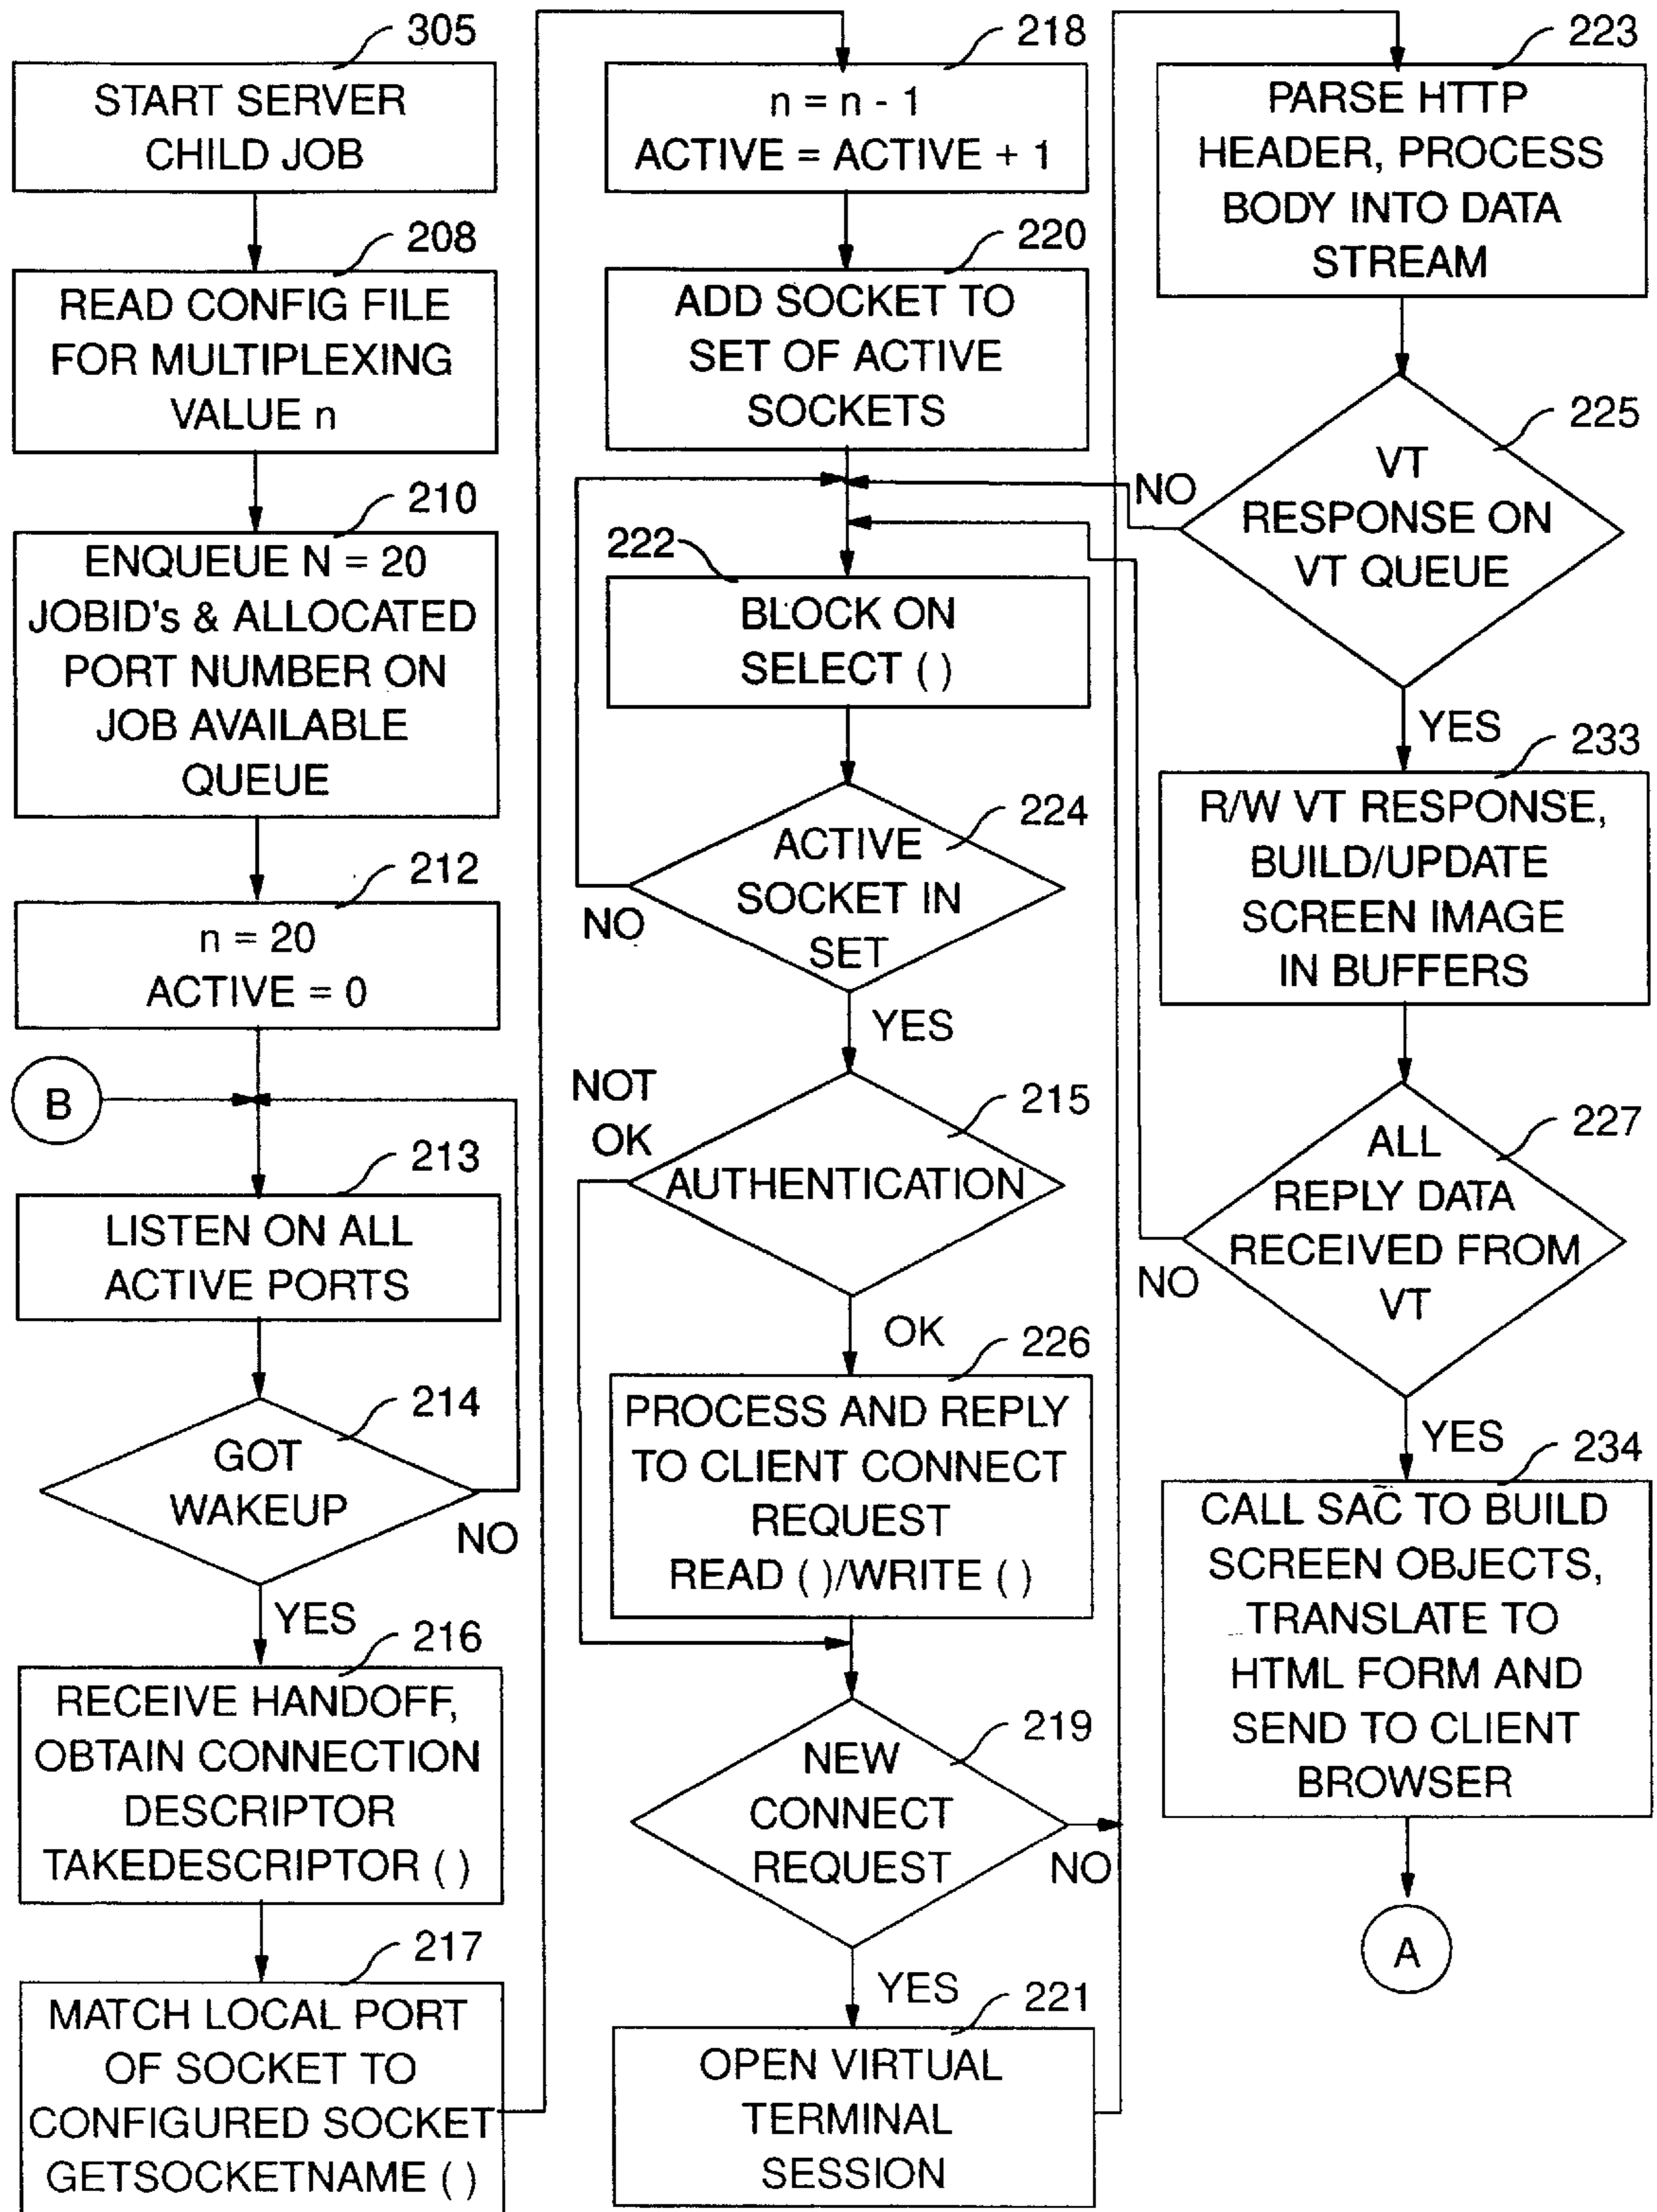 305
START SERVER
CHILD JOB
208
READ CONFIG FILE
FOR MULTIPLEXING
VALUE n
210
ENQUEUE N = 20
JOBID's & ALLOCATED
PORT NUMBER ON
JOB AVAILABLE
QUEUE
212
n = 20
ACTIVE = 0
B
213
LISTEN ON ALL
ACTIVE PORTS
214
GOT
WAKEUP
NO
YES
216
RECEIVE HANDOFF,
OBTAIN CONNECTION
DESCRIPTOR
TAKEDESCRIPTOR ( )
217
MATCH LOCAL PORT
OF SOCKET TO
CONFIGURED SOCKET
GETSOCKETNAME ( )
218
n = n - 1
ACTIVE = ACTIVE + 1
220
ADD SOCKET TO
SET OF ACTIVE
SOCKETS
222
BLOCK ON
SELECT ( )
224
ACTIVE
SOCKET IN
SET
NO
YES
NOT
OK
215
AUTHENTICATION
OK
226
PROCESS AND REPLY
TO CLIENT CONNECT
REQUEST
READ ( )/WRITE ( )
219
NEW
CONNECT
REQUEST
NO
YES
221
OPEN VIRTUAL
TERMINAL
SESSION
223
PARSE HTTP
HEADER, PROCESS
BODY INTO DATA
STREAM
225
VT
RESPONSE ON
VT QUEUE
NO
YES
233
R/W VT RESPONSE,
BUILD/UPDATE
SCREEN IMAGE
IN BUFFERS
227
ALL
REPLY DATA
RECEIVED FROM
VT
NO
YES
234
CALL SAC TO BUILD
SCREEN OBJECTS,
TRANSLATE TO
HTML FORM AND
SEND TO CLIENT
BROWSER
A